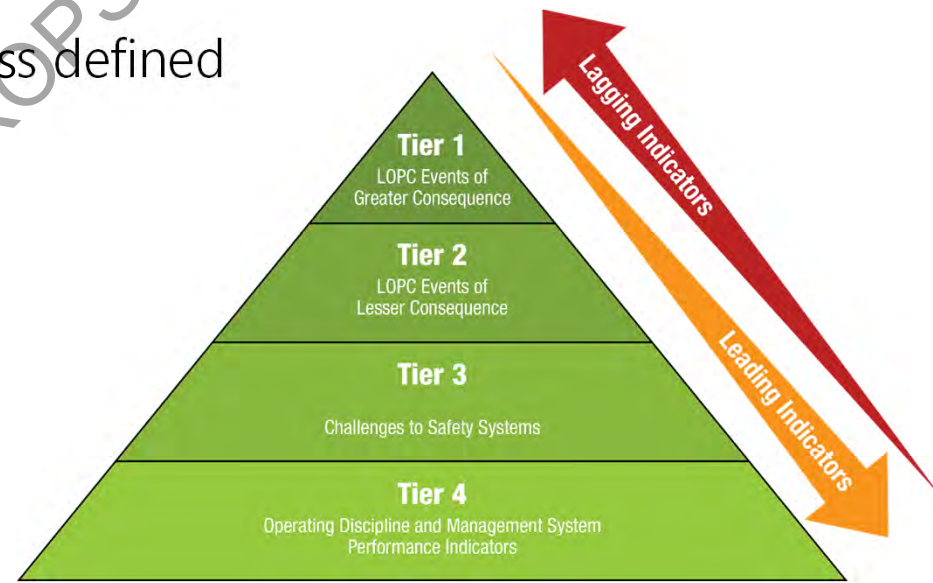 ss defined
Tier 1
LOPC Events of
Greater Consequence
Tier 2
LOPC Events of
Lesser Consequence
Tier 3
Challenges to Safety Systems
Tier 4
Operating Discipline and Management System
Performance Indicators
Lagging Indicators
Leading Indicators